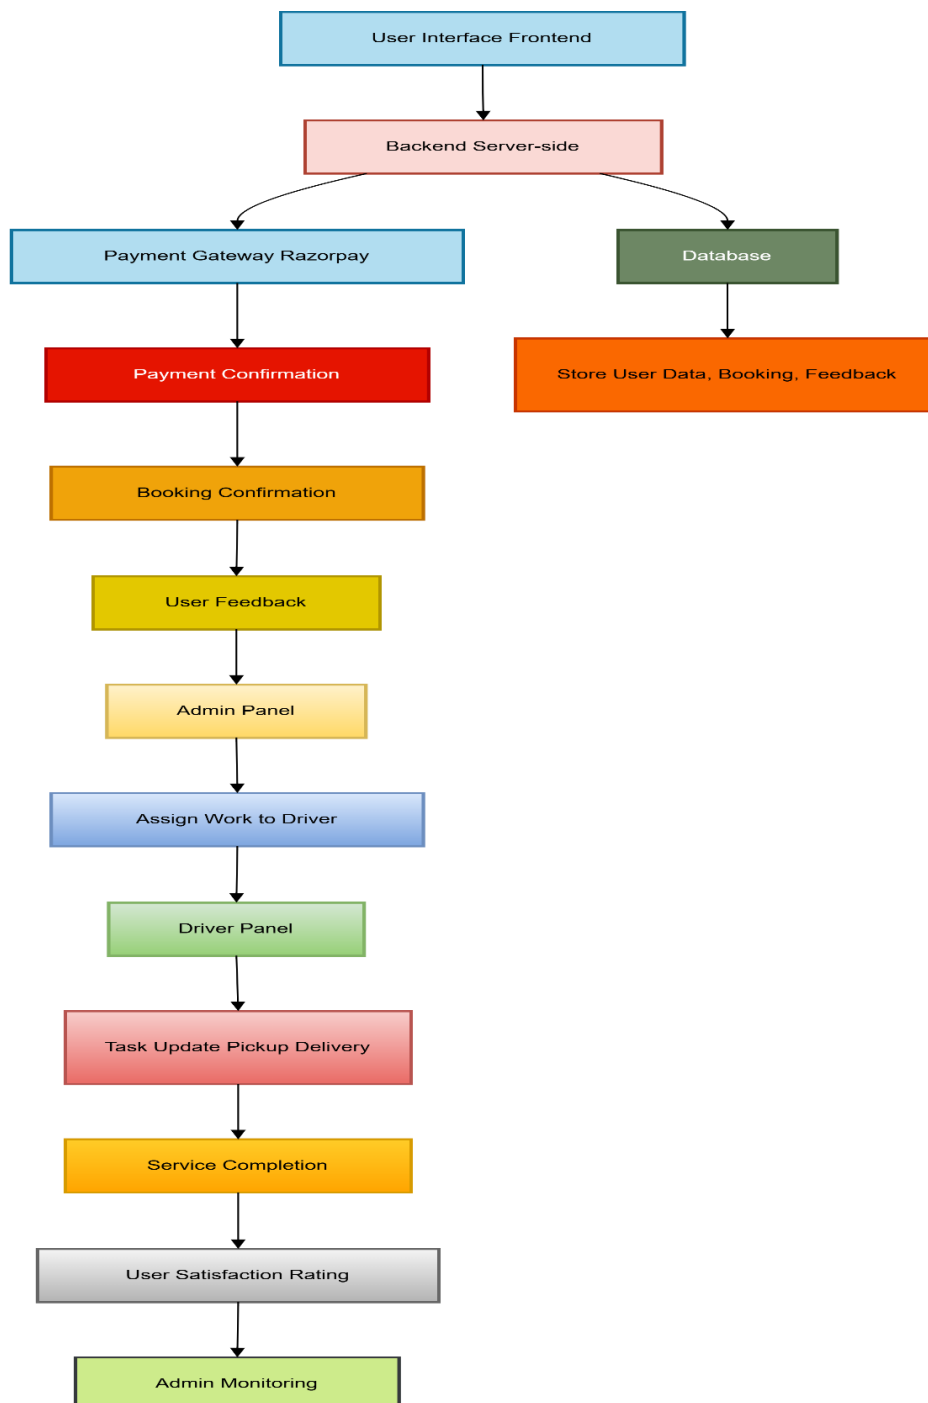 User Interface Frontend
Backend Server-side
Payment Gateway Razorpay
Database
Payment Confirmation
Store User Data, Booking, Feedback
Booking Confirmation
User Feedback
Admin Panel
Assign Work to Driver
Driver Panel
Task Update Pickup Delivery
Service Completion
User Satisfaction Rating
Admin Monitoring